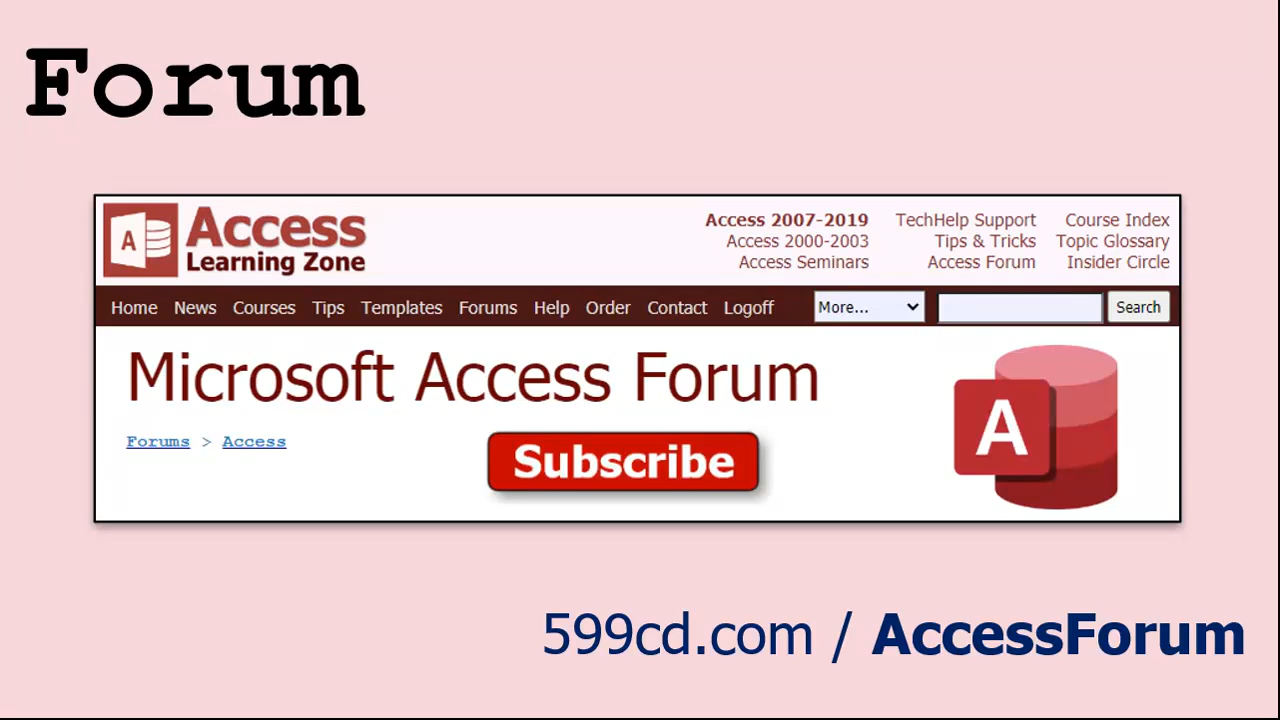 Forum
A
Access
Learning Zone
Access 2007-2019 TechHelp Support Course Index
Access 2000-2003 Tips & Tricks Topic Glossary
Access Seminars Access Forum Insider Circle
Home News Courses Tips Templates Forums Help Order Contact Logoff More... Search
Microsoft Access Forum
A
Forums > Access
Subscribe
599cd.com / AccessForum